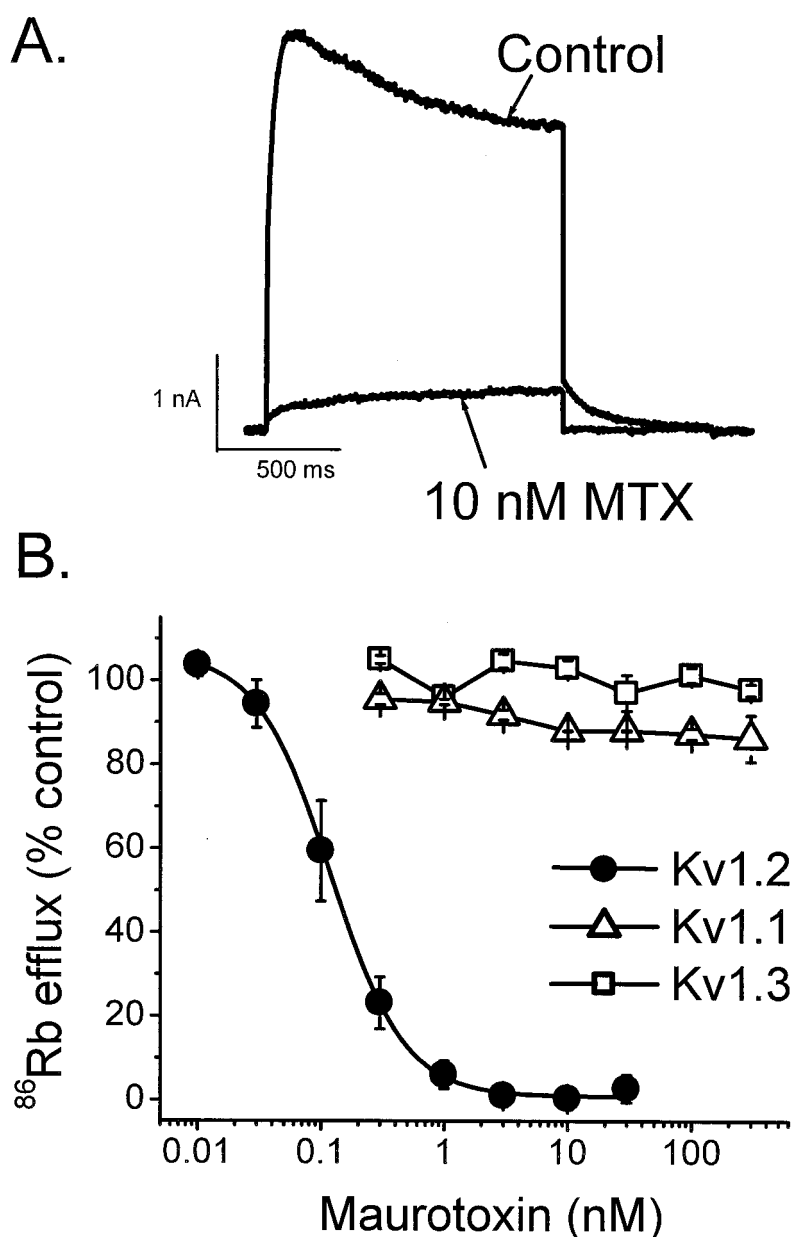 A.
Control
1 nA
500 ms
10 nM MTX
B.
⁸⁶Rb efflux (% control)
100
80
60
40
20
0
Kv1.2
Kv1.1
Kv1.3
0.01 0.1 1 10 100
Maurotoxin (nM)